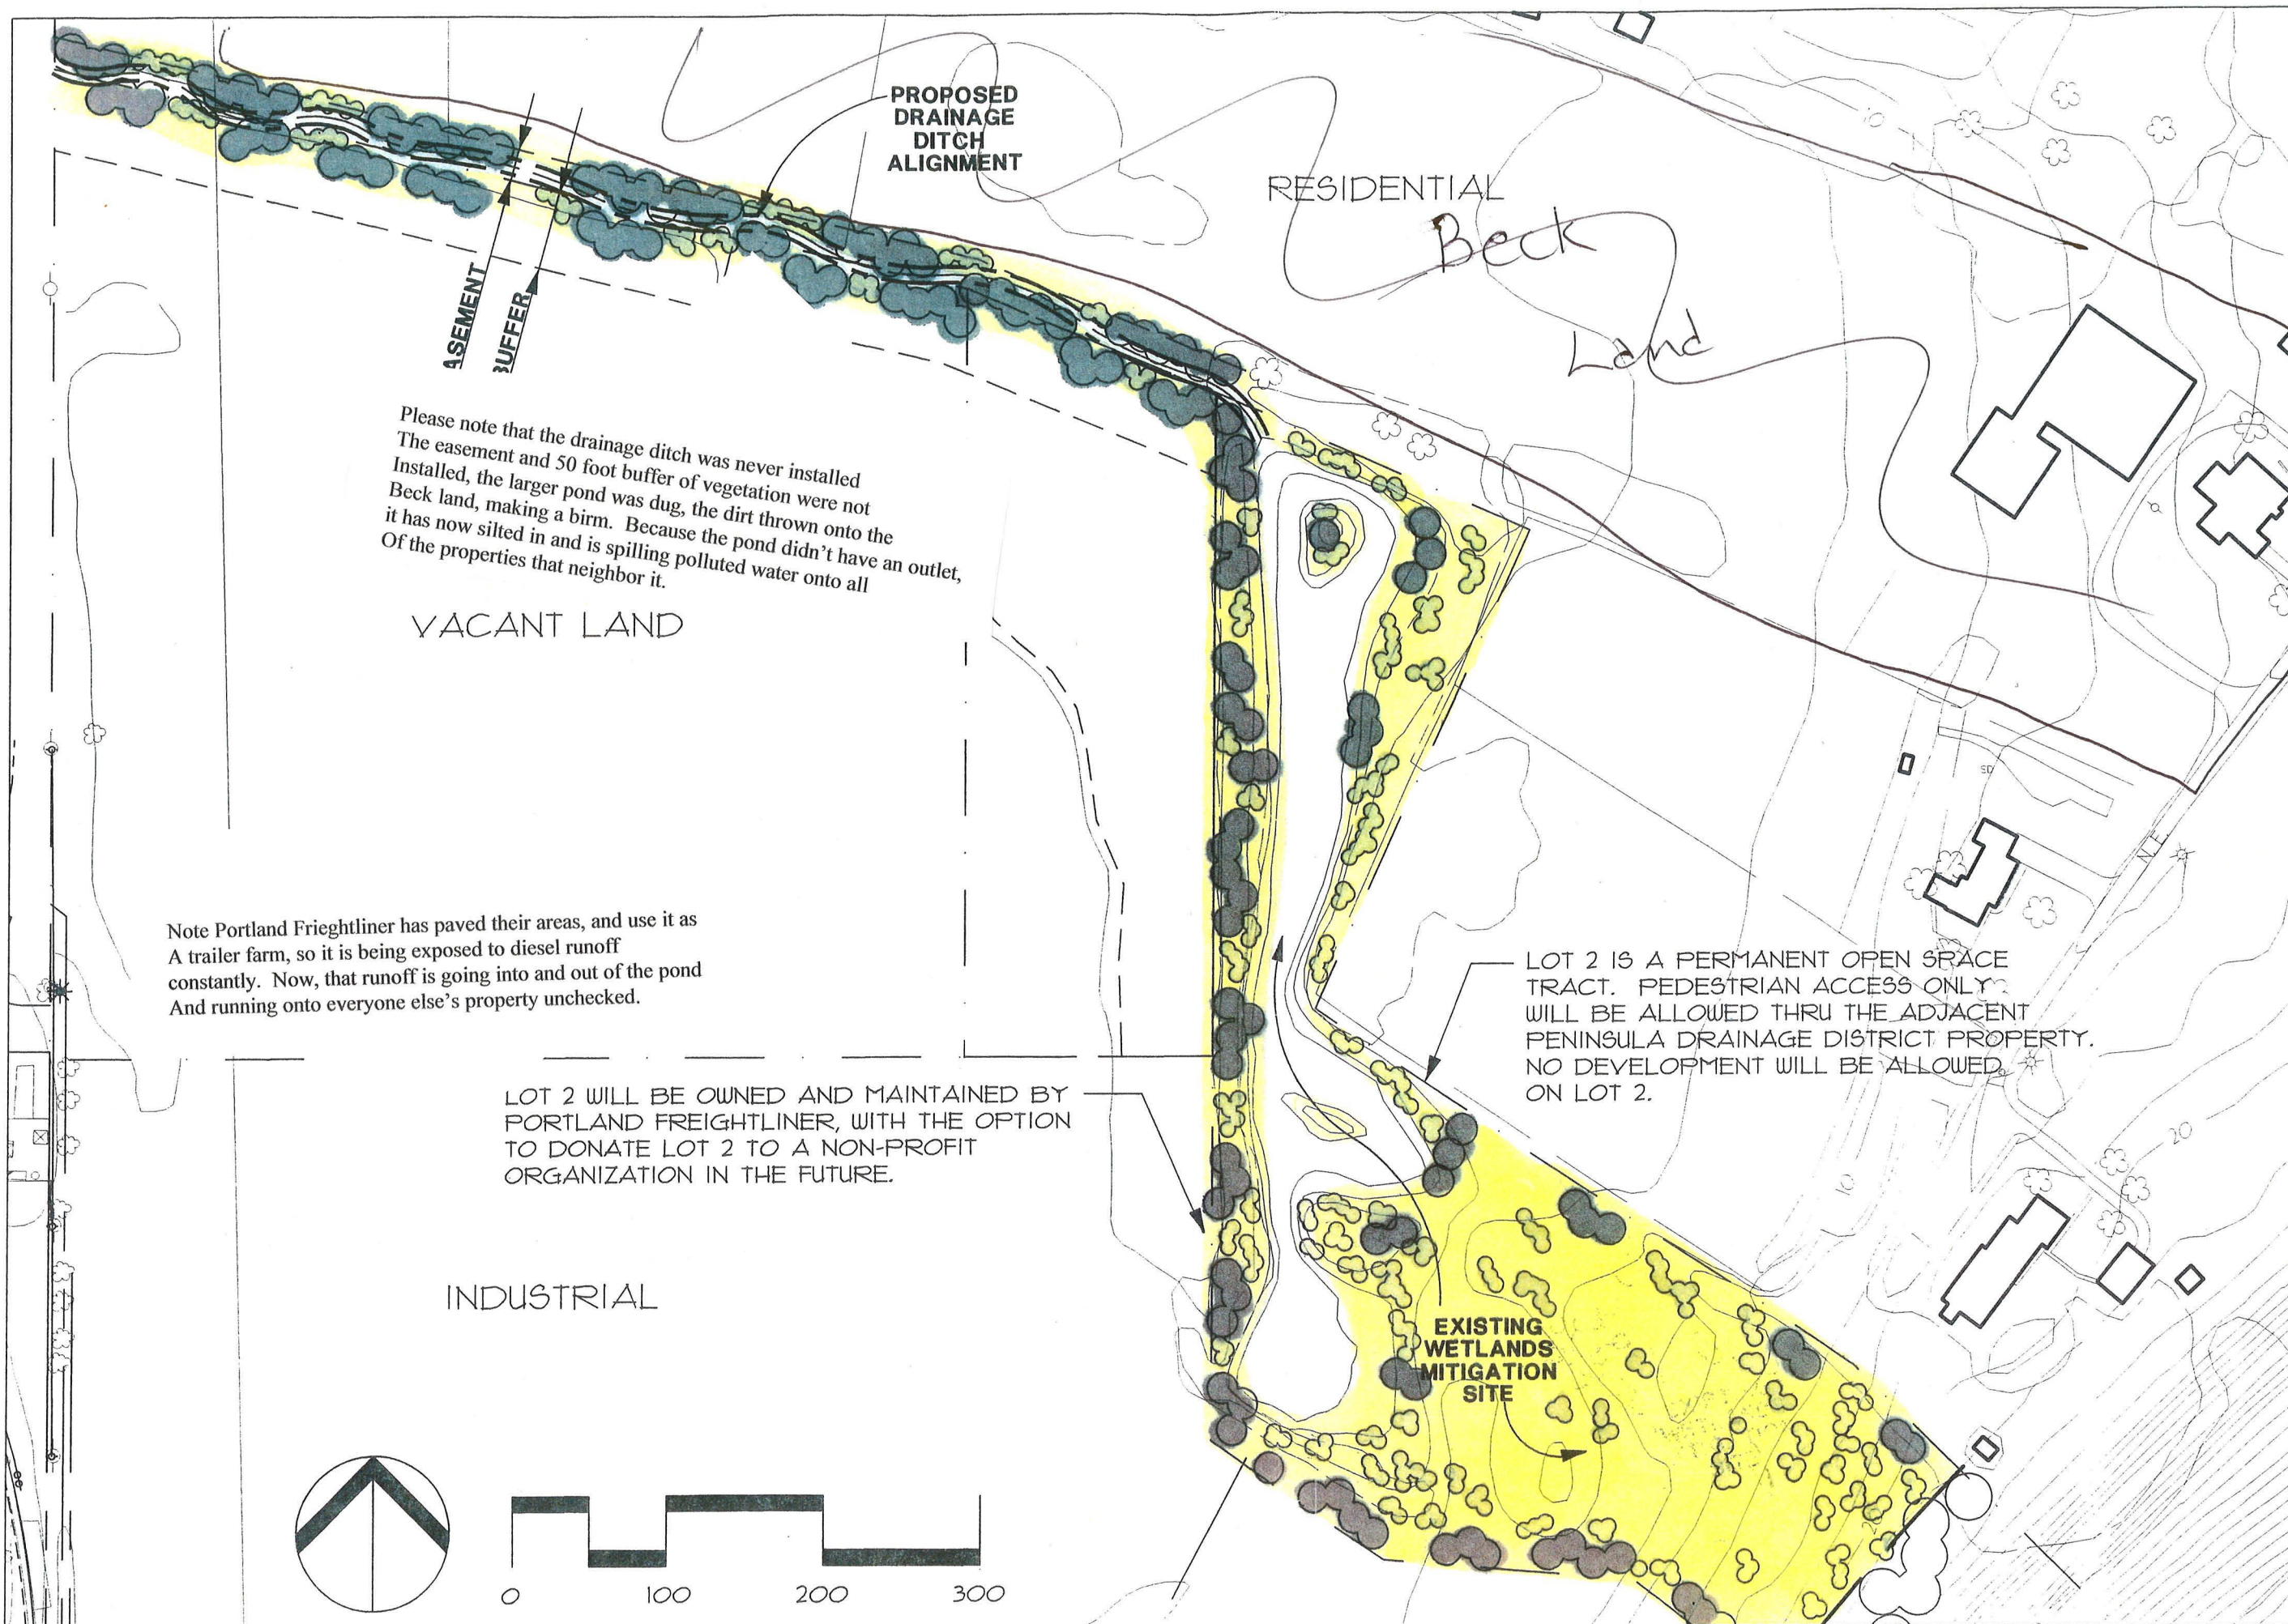 PROPOSED
DRAINAGE
DITCH
ALIGNMENT
RESIDENTIAL
Beck
Land
ASEMENT
BUFFER
Please note that the drainage ditch was never installed
The easement and 50 foot buffer of vegetation were not
Installed, the larger pond was dug, the dirt thrown onto the
Beck land, making a birm. Because the pond didn't have an outlet,
it has now silted in and is spilling polluted water onto all
Of the properties that neighbor it.
VACANT LAND
Note Portland Frieghtliner has paved their areas, and use it as
A trailer farm, so it is being exposed to diesel runoff
constantly. Now, that runoff is going into and out of the pond
And running onto everyone else's property unchecked.
SD
N.E.
LOT 2 IS A PERMANENT OPEN SPACE
TRACT. PEDESTRIAN ACCESS ONLY
WILL BE ALLOWED THRU THE ADJACENT
PENINSULA DRAINAGE DISTRICT PROPERTY.
NO DEVELOPMENT WILL BE ALLOWED
ON LOT 2.
LOT 2 WILL BE OWNED AND MAINTAINED BY
PORTLAND FREIGHTLINER, WITH THE OPTION
TO DONATE LOT 2 TO A NON-PROFIT
ORGANIZATION IN THE FUTURE.
10
20
10
INDUSTRIAL
EXISTING
WETLANDS
MITIGATION
SITE
0 100 200 300